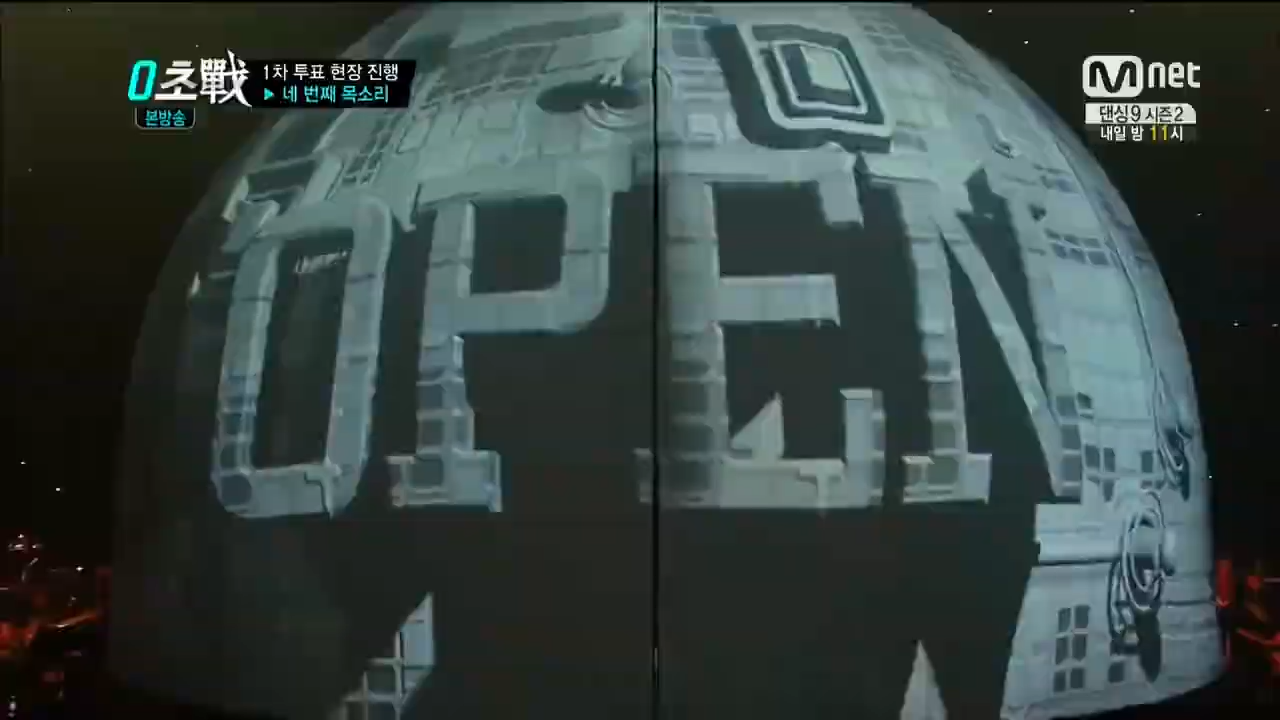 0초戰
1차 투표 현장 진행
▶ 네 번째 목소리
본방송
Mnet
댄싱9 시즌2
내일 밤 11시
OPEN